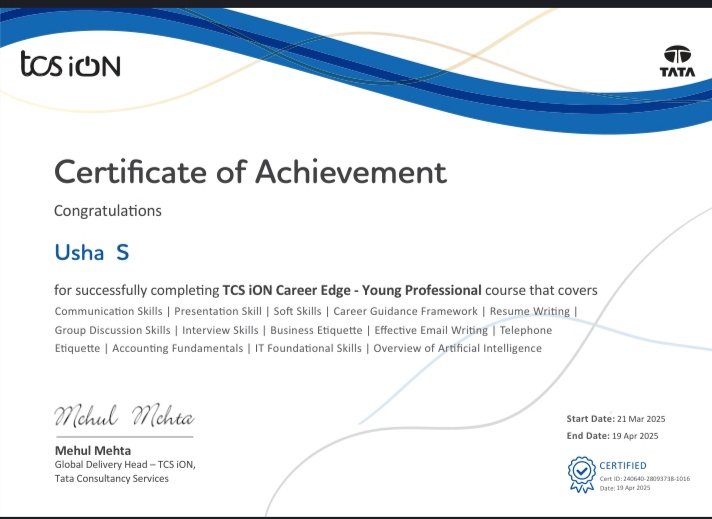 tcs iON
TATA
Certificate of Achievement
Congratulations
Usha S
for successfully completing TCS iON Career Edge - Young Professional course that covers
Communication Skills | Presentation Skill | Soft Skills | Career Guidance Framework | Resume Writing |
Group Discussion Skills | Interview Skills | Business Etiquette | Effective Email Writing | Telephone
Etiquette | Accounting Fundamentals | IT Foundational Skills | Overview of Artificial Intelligence
Mehul Mehta
Mehul Mehta
Global Delivery Head – TCS iON,
Tata Consultancy Services
Start Date: 21 Mar 2025
End Date: 19 Apr 2025
CERTIFIED
Cert ID: 240640-28093738-1016
Date: 19 Apr 2025